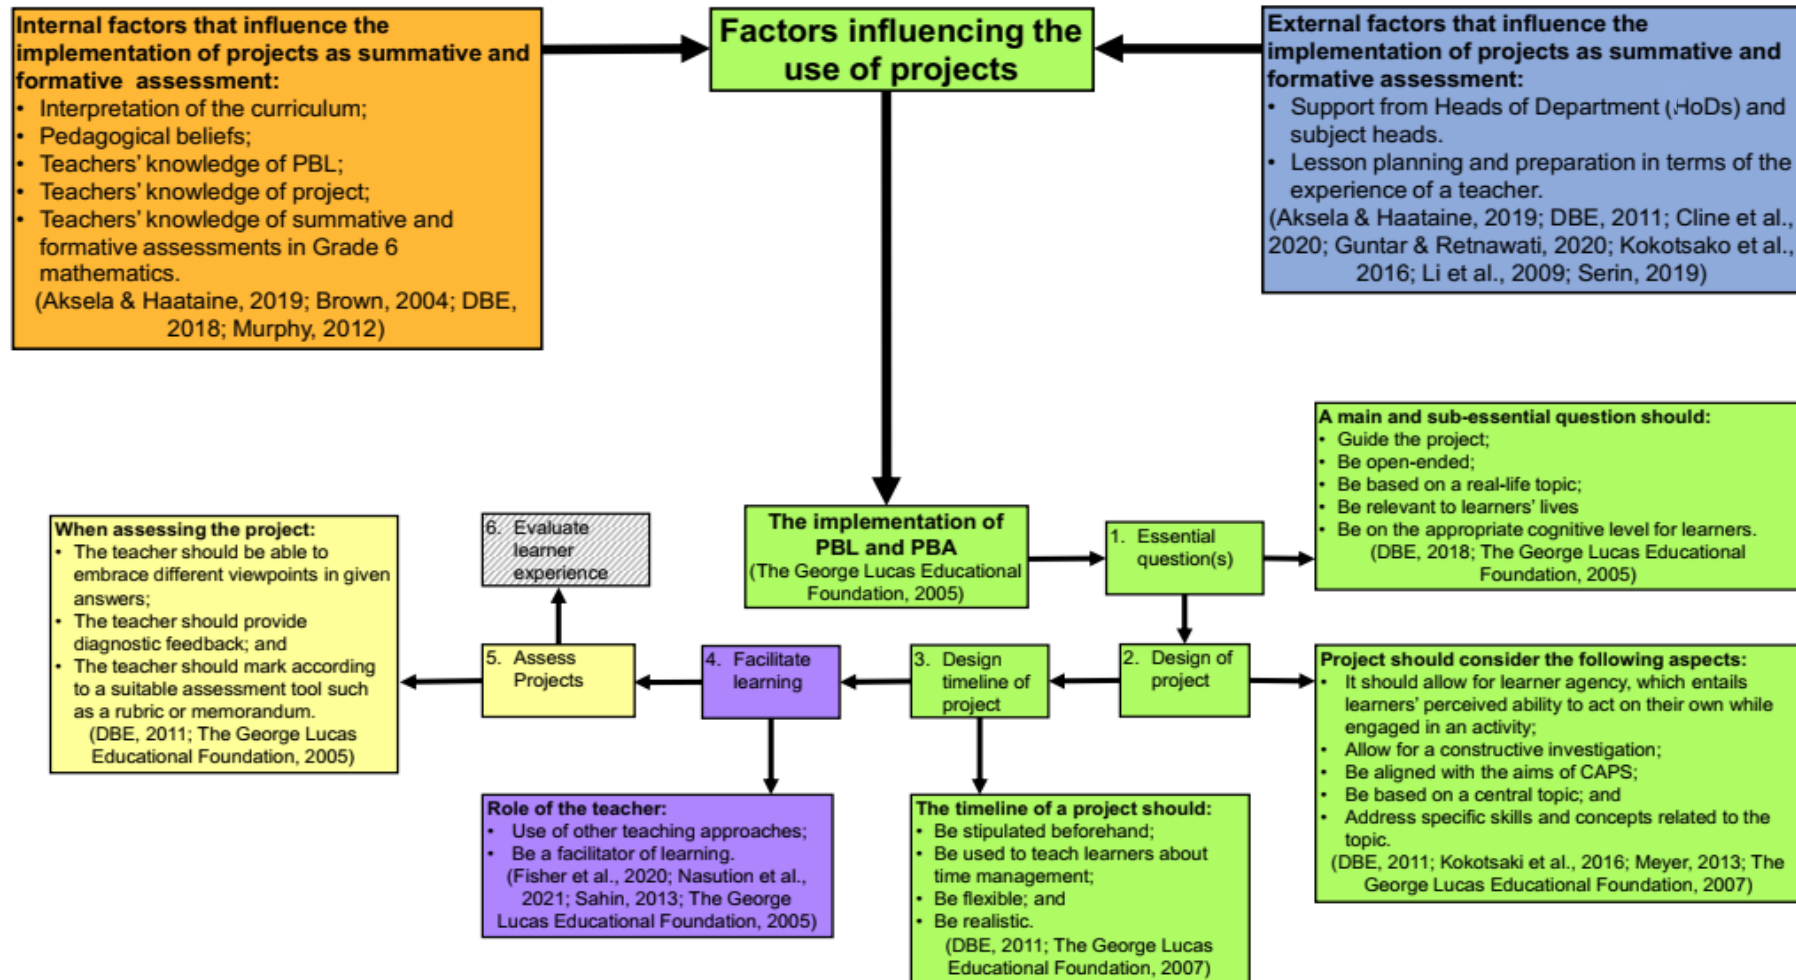 Internal factors that influence the
implementation of projects as summative and
formative assessment:
• Interpretation of the curriculum;
• Pedagogical beliefs;
• Teachers' knowledge of PBL;
• Teachers' knowledge of project;
• Teachers' knowledge of summative and
formative assessments in Grade 6
mathematics.
(Aksela & Haataine, 2019; Brown, 2004; DBE,
2018; Murphy, 2012)
Factors influencing the
use of projects
External factors that influence the
implementation of projects as summative and
formative assessment:
• Support from Heads of Department (HoDs) and
subject heads.
• Lesson planning and preparation in terms of the
experience of a teacher.
(Aksela & Haataine, 2019; DBE, 2011; Cline et al.,
2020; Guntar & Retnawati, 2020; Kokotsako et al.,
2016; Li et al., 2009; Serin, 2019)
The implementation of
PBL and PBA
(The George Lucas Educational
Foundation, 2005)
1. Essential
question(s)
A main and sub-essential question should:
• Guide the project;
• Be open-ended;
• Be based on a real-life topic;
• Be relevant to learners' lives
• Be on the appropriate cognitive level for learners.
(DBE, 2018; The George Lucas Educational
Foundation, 2005)
2. Design of
project
Project should consider the following aspects:
• It should allow for learner agency, which entails
learners' perceived ability to act on their own while
engaged in an activity;
• Allow for a constructive investigation;
• Be aligned with the aims of CAPS;
• Be based on a central topic; and
• Address specific skills and concepts related to the
topic.
(DBE, 2011; Kokotsaki et al., 2016; Meyer, 2013; The
George Lucas Educational Foundation, 2007)
3. Design
timeline of
project
The timeline of a project should:
• Be stipulated beforehand;
• Be used to teach learners about
time management;
• Be flexible; and
• Be realistic.
(DBE, 2011; The George Lucas
Educational Foundation, 2007)
4. Facilitate
learning
Role of the teacher:
• Use of other teaching approaches;
• Be a facilitator of learning.
(Fisher et al., 2020; Nasution et al.,
2021; Sahin, 2013; The George
Lucas Educational Foundation, 2005)
5. Assess
Projects
When assessing the project:
• The teacher should be able to
embrace different viewpoints in given
answers;
• The teacher should provide
diagnostic feedback; and
• The teacher should mark according
to a suitable assessment tool such
as a rubric or memorandum.
(DBE, 2011; The George Lucas
Educational Foundation, 2005)
6. Evaluate
learner
experience